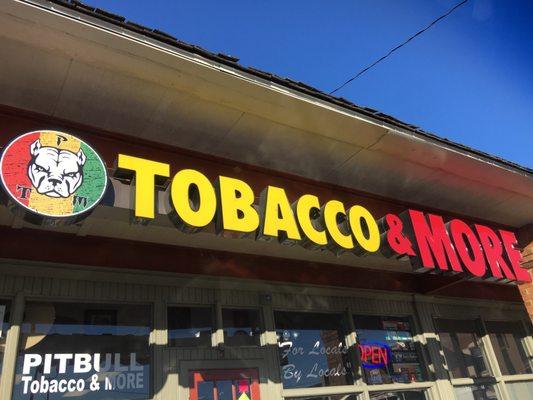 P
T M
TOBACCO & MORE
PITBULL
Tobacco & MORE
For Locals
By Locals
OPEN